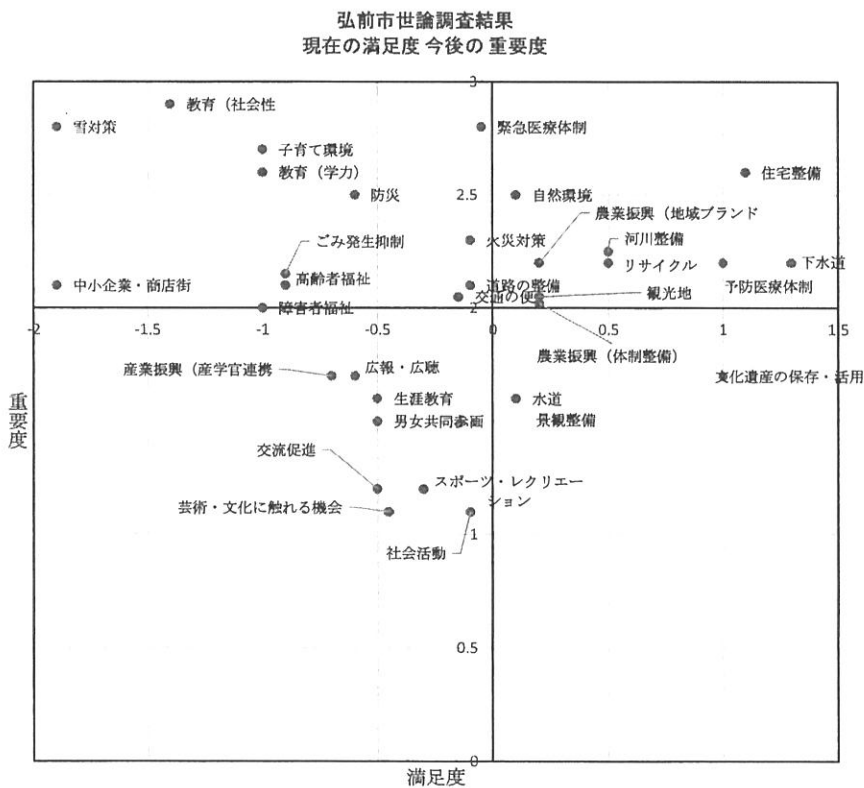 弘前市世論調査結果
現在の満足度 今後の 重要度
3
教育（社会性
雪対策
緊急医療体制
子育て環境
教育（学力）
住宅整備
防災
2.5
自然環境
農業振興（地域ブランド
ごみ発生抑制
火災対策
河川整備
高齢者福祉
リサイクル
下水道
中小企業・商店街
道路の整備
交通の便
観光地
予防医療体制
障害者福祉
-2
-1.5
-1
-0.5
0
2
0.5
1
1.5
農業振興（体制整備）
産業振興（産学官連携
広報・広聴
文化遺産の保存・活用
生涯教育
水道
男女共同参画
景観整備
重要度
交流促進
スポーツ・レクリエー
ション
芸術・文化に触れる機会
1
社会活動
0.5
0
満足度